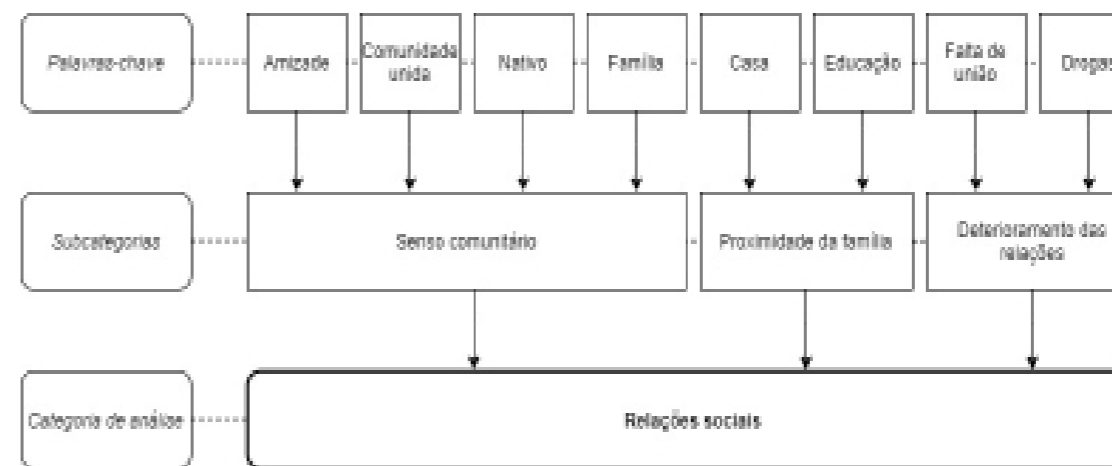 Palavras-chave
Amizade
Comunidade
unida
Nativo
Família
Casa
Educação
Falta de
união
Drogas
Subcategorias
Senso comunitário
Proximidade da família
Deterioramento das
relações
Categoria de análise
Relações sociais